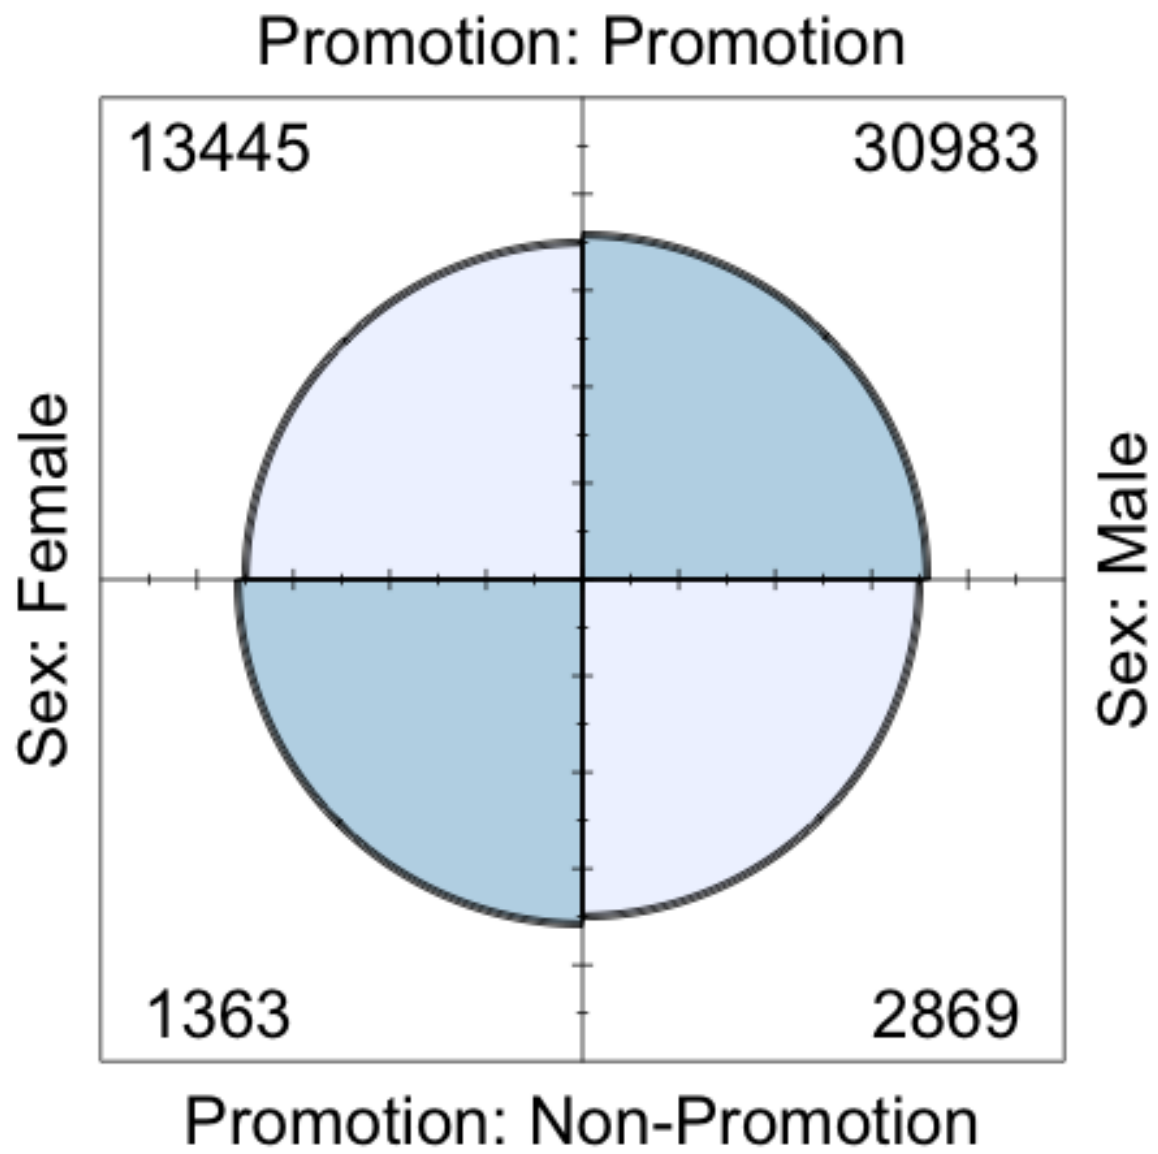 Promotion: Promotion
13445
30983
Sex: Female
Sex: Male
1363
2869
Promotion: Non-Promotion